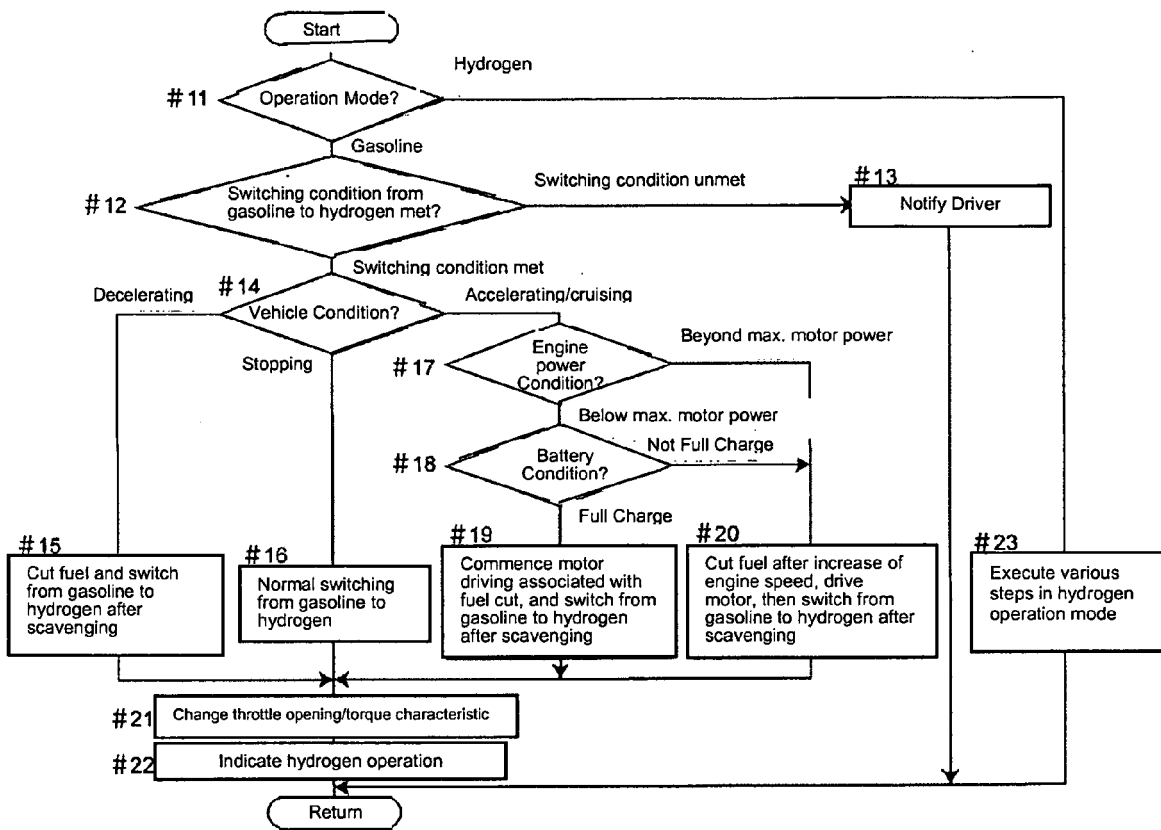 Start
Hydrogen
#11
Operation Mode?
Gasoline
Switching condition from
gasoline to hydrogen met?
#12
Switching condition unmet
#13
Notify Driver
Switching condition met
#14
Decelerating
Vehicle Condition?
Accelerating/cruising
Stopping
#17
Engine
power
Condition?
Beyond max. motor power
Below max. motor power
#18
Battery
Condition?
Not Full Charge
Full Charge
#15
Cut fuel and switch
from gasoline to
hydrogen after
scavenging
#16
Normal switching
from gasoline to
hydrogen
#19
Commence motor
driving associated with
fuel cut, and switch from
gasoline to hydrogen
after scavenging
#20
Cut fuel after increase of
engine speed, drive
motor, then switch from
gasoline to hydrogen after
scavenging
#23
Execute various
steps in hydrogen
operation mode
#21
Change throttle opening/torque characteristic
#22
Indicate hydrogen operation
Return